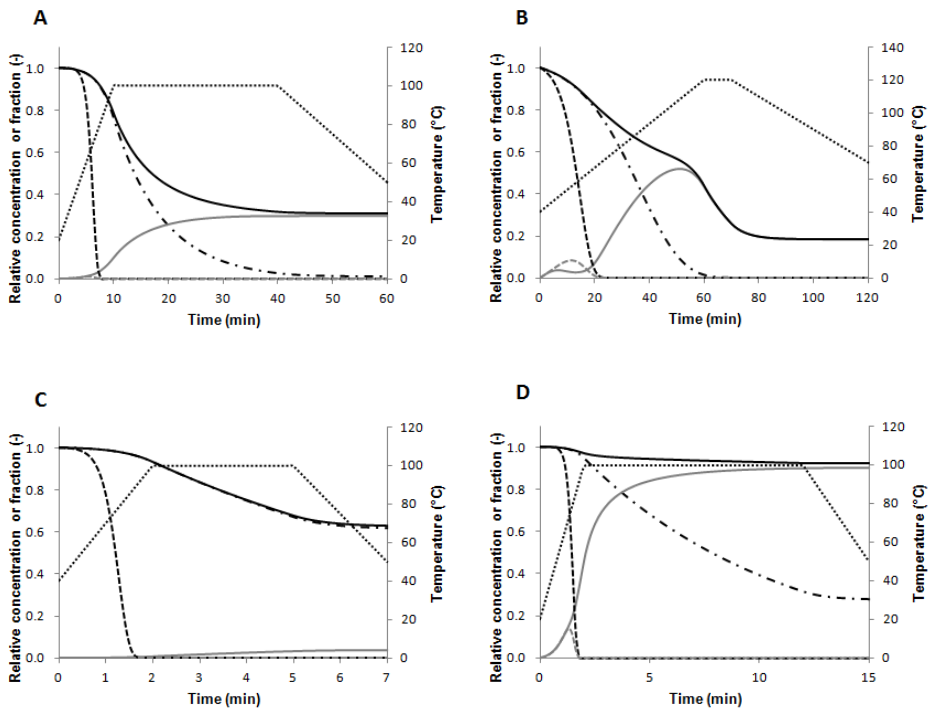 A
Relative concentration or fraction (-)
1.0
0.8
0.6
0.4
0.2
0.0
0 10 20 30 40 50 60
Time (min)
120
100
80
60
40
20
0
Temperature (°C)
B
Relative concentration or fraction (-)
1.0
0.8
0.6
0.4
0.2
0.0
0 20 40 60 80 100 120
Time (min)
140
120
100
80
60
40
20
0
Temperature (°C)
C
Relative concentration or fraction (-)
1.0
0.8
0.6
0.4
0.2
0.0
0 1 2 3 4 5 6 7
Time (min)
120
100
80
60
40
20
0
Temperature (°C)
D
Relative concentration or fraction (-)
1.0
0.8
0.6
0.4
0.2
0.0
0 5 10 15
Time (min)
120
100
80
60
40
20
0
Temperature (°C)